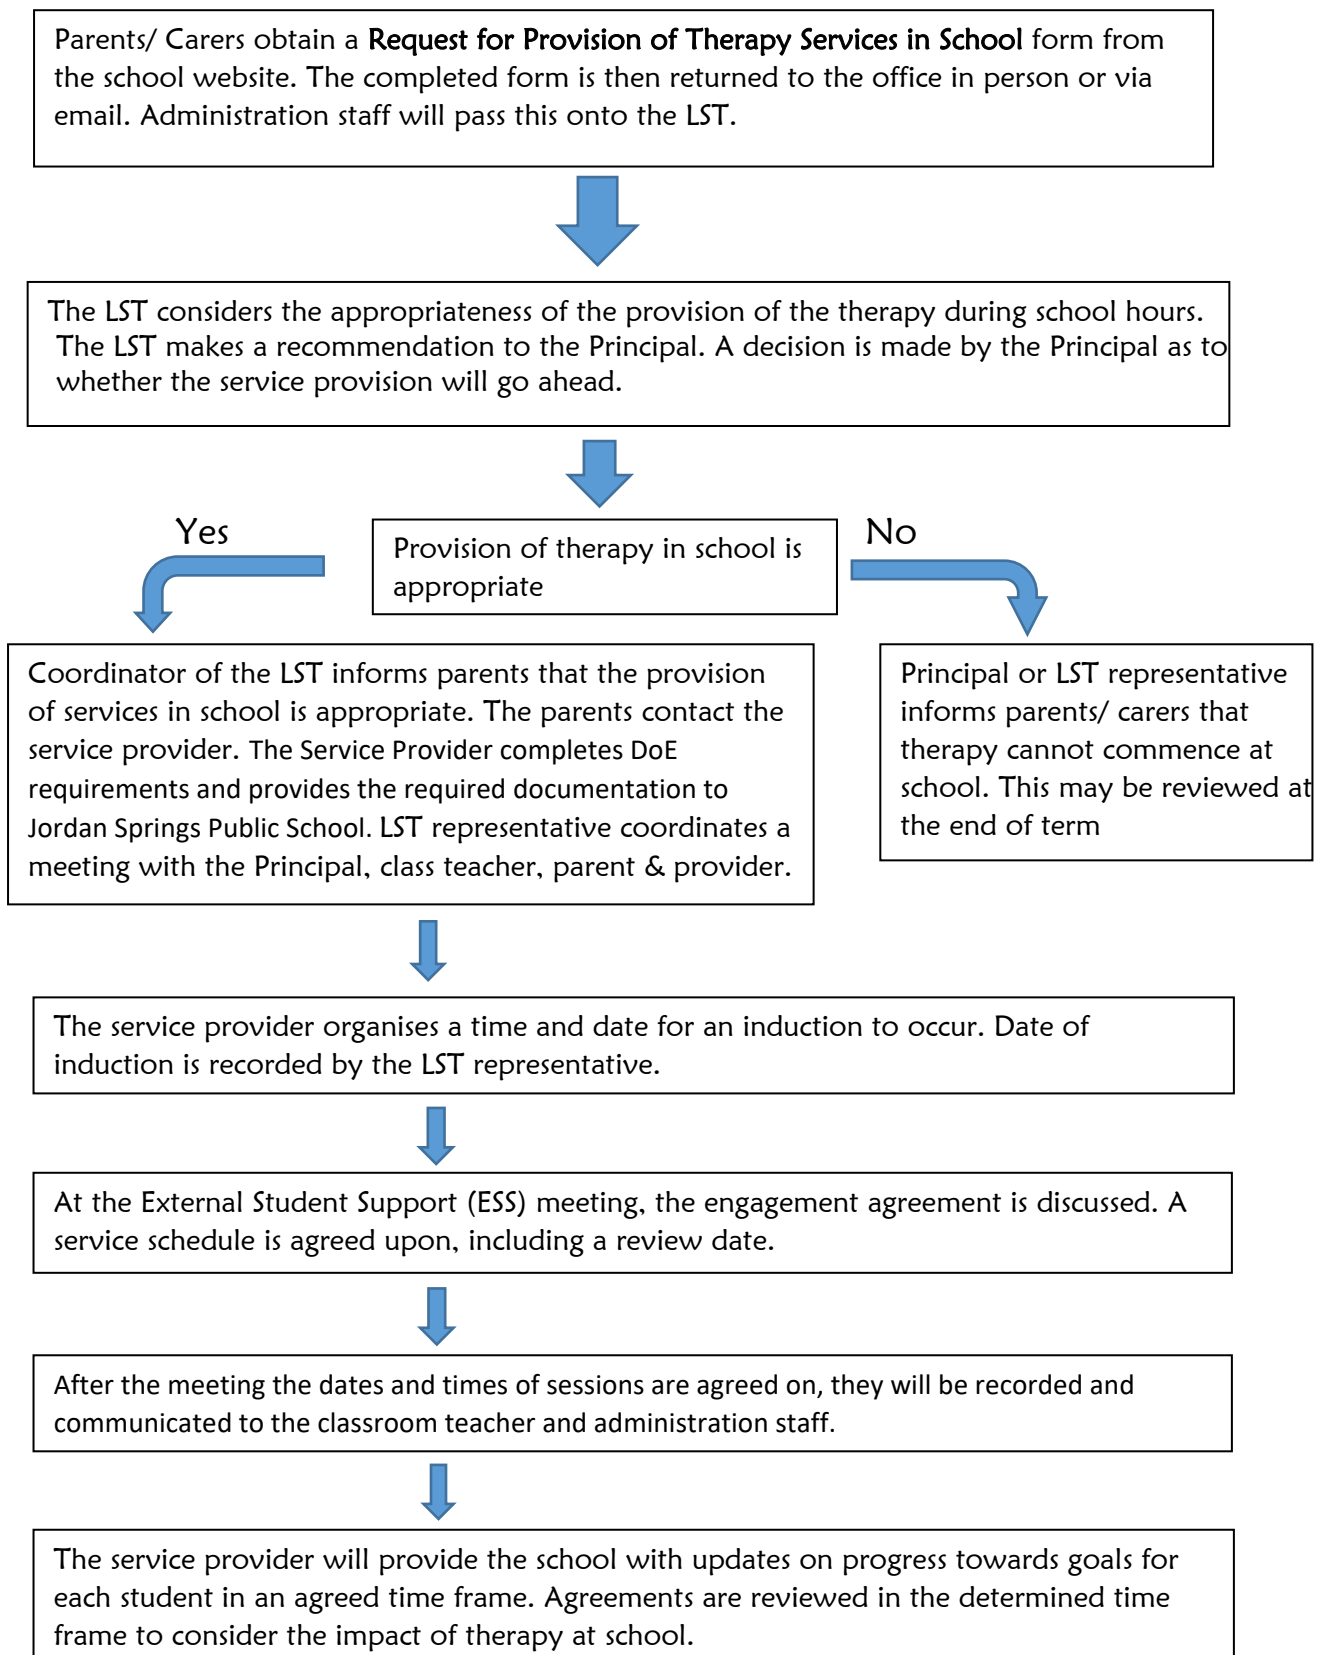 Parents/ Carers obtain a Request for Provision of Therapy Services in School form from
the school website. The completed form is then returned to the office in person or via
email. Administration staff will pass this onto the LST.
The LST considers the appropriateness of the provision of the therapy during school hours.
The LST makes a recommendation to the Principal. A decision is made by the Principal as to
whether the service provision will go ahead.
Yes
Provision of therapy in school is
appropriate
No
Coordinator of the LST informs parents that the provision
of services in school is appropriate. The parents contact the
service provider. The Service Provider completes DoE
requirements and provides the required documentation to
Jordan Springs Public School. LST representative coordinates a
meeting with the Principal, class teacher, parent & provider.
Principal or LST representative
informs parents/ carers that
therapy cannot commence at
school. This may be reviewed at
the end of term
The service provider organises a time and date for an induction to occur. Date of
induction is recorded by the LST representative.
At the External Student Support (ESS) meeting, the engagement agreement is discussed. A
service schedule is agreed upon, including a review date.
After the meeting the dates and times of sessions are agreed on, they will be recorded and
communicated to the classroom teacher and administration staff.
The service provider will provide the school with updates on progress towards goals for
each student in an agreed time frame. Agreements are reviewed in the determined time
frame to consider the impact of therapy at school.